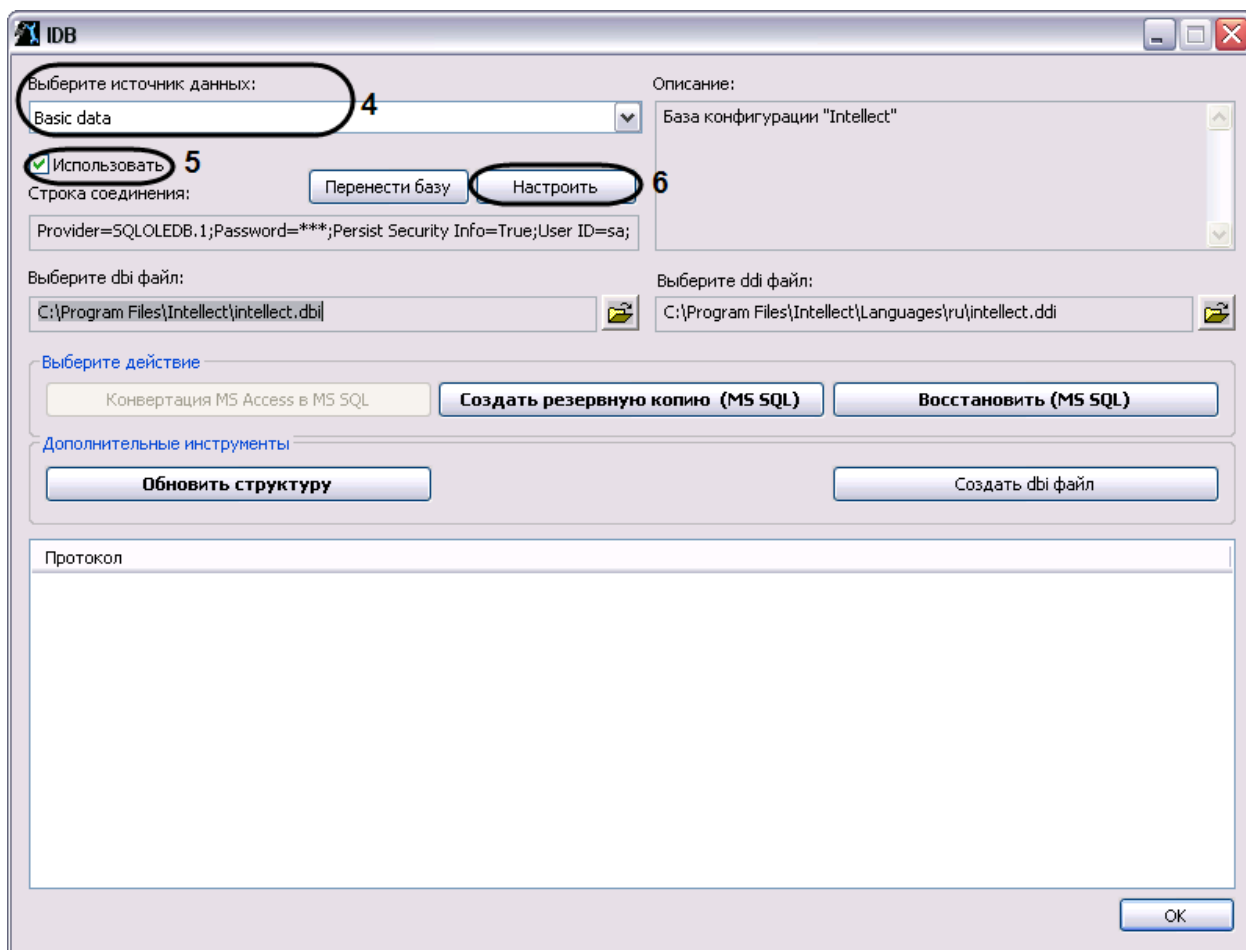 IDB
Выберите источник данных:
Basic data
4
Описание:
База конфигурации "Intellect"
Использовать
5
Строка соединения:
Перенести базу
Настроить
6
Provider=SQLOLEDB.1;Password=***;Persist Security Info=True;User ID=sa;
Выберите dbi файл:
C:\Program Files\Intellect\intellect.dbi
Выберите ddi файл:
C:\Program Files\Intellect\Languages\ru\intellect.ddi
Выберите действие
Конвертация MS Access в MS SQL
Создать резервную копию (MS SQL)
Восстановить (MS SQL)
Дополнительные инструменты
Обновить структуру
Создать dbi файл
Протокол
OK